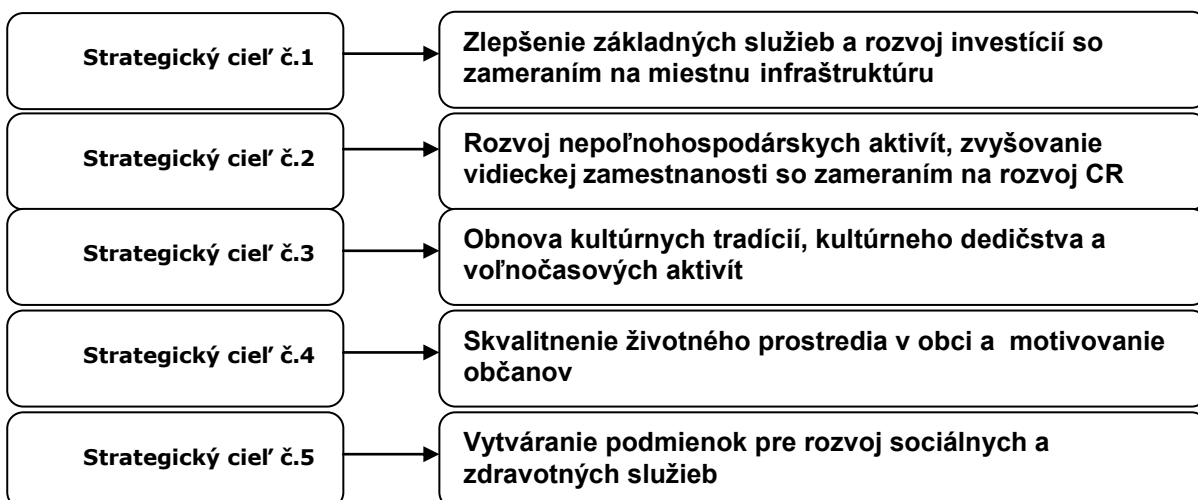 Strategický cieľ č.1
Zlepšenie základných služieb a rozvoj investícií so
zameraním na miestnu infraštruktúru
Strategický cieľ č.2
Rozvoj nepoľnohospodárskych aktivít, zvyšovanie
vidieckej zamestnanosti so zameraním na rozvoj CR
Strategický cieľ č.3
Obnova kultúrnych tradícií, kultúrneho dedičstva a
voľnočasových aktivít
Strategický cieľ č.4
Skvalitnenie životného prostredia v obci a motivovanie
občanov
Strategický cieľ č.5
Vytváranie podmienok pre rozvoj sociálnych a
zdravotných služieb